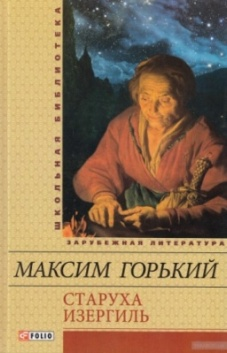 ШКОЛЬНАЯ БИБЛИОТЕКА
ЗАРУБЕЖНАЯ ЛИТЕРАТУРА
МАКСИМ ГОРЬКИЙ
СТАРУХА
ИЗЕРГИЛЬ
FOLIO